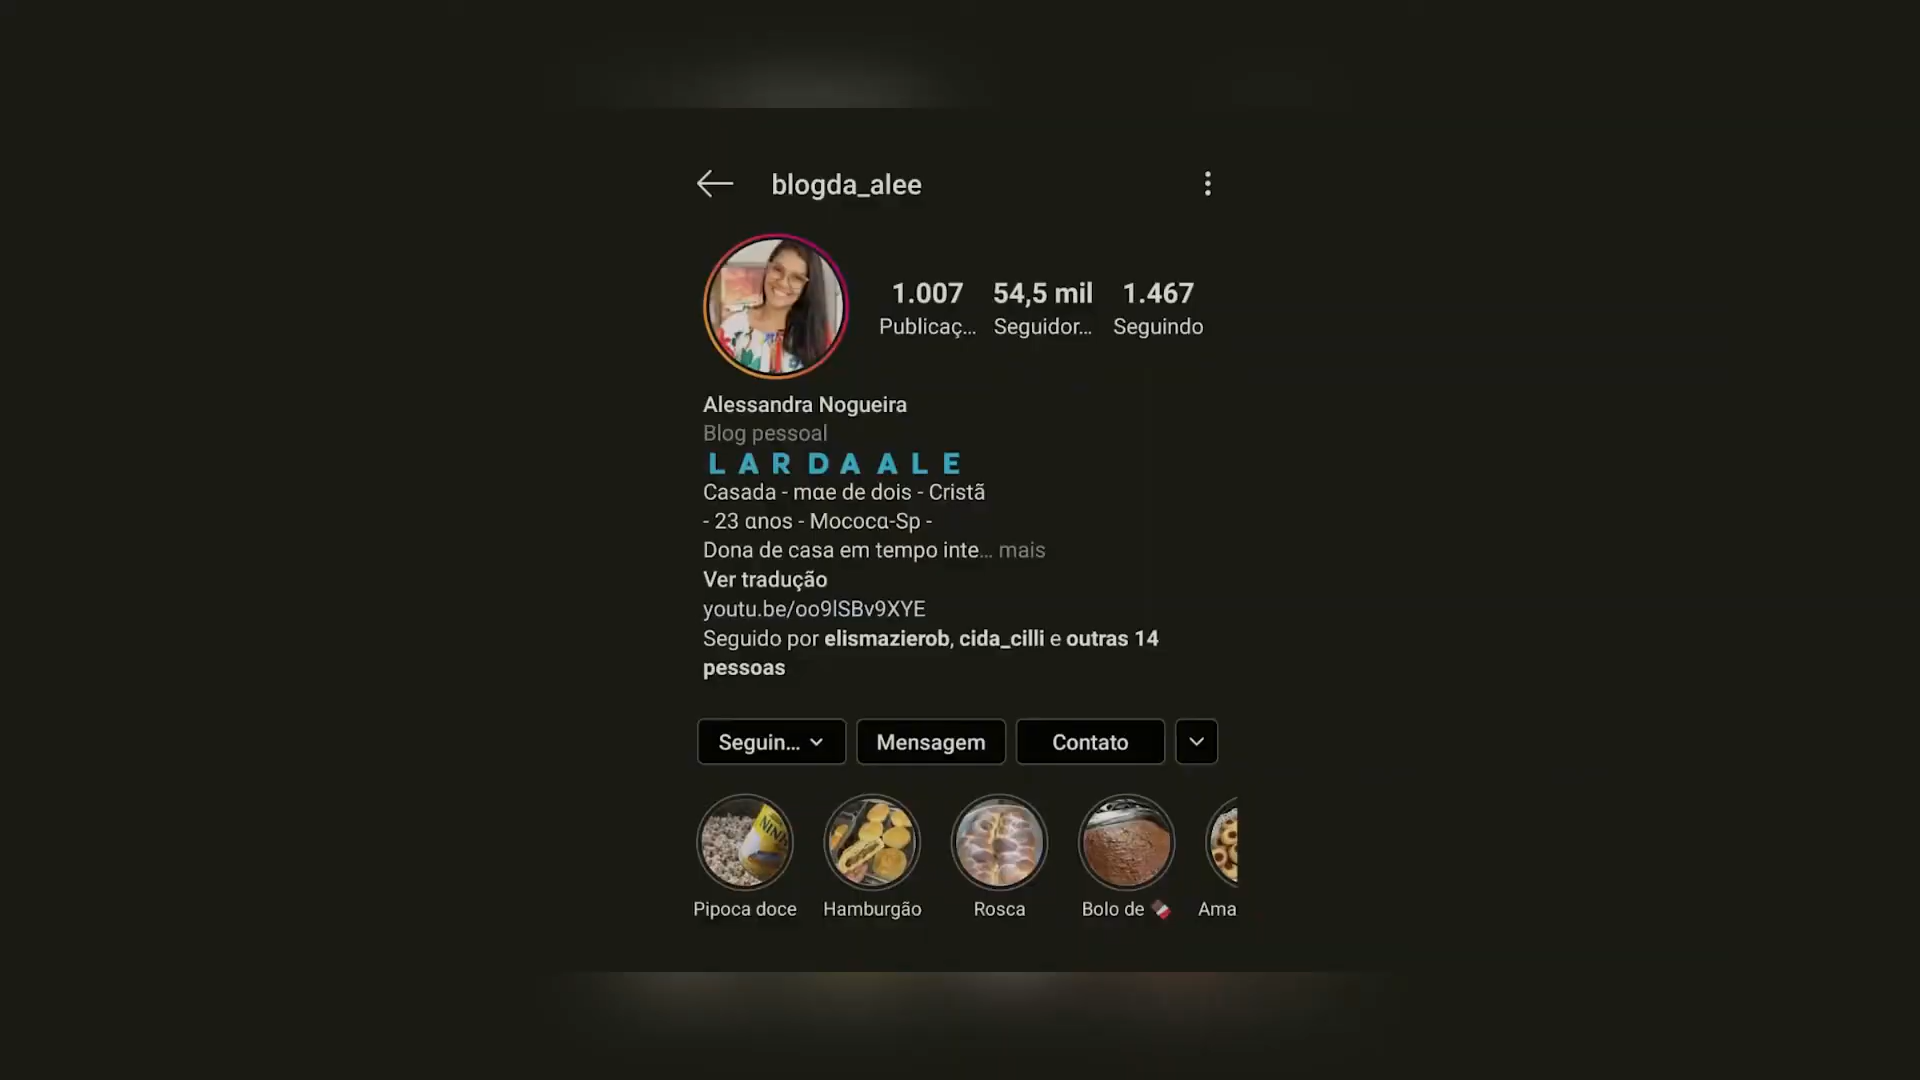 blogda_alee
1.007 54,5 mil 1.467
Publicaç... Seguidor... Seguindo
Alessandra Nogueira
Blog pessoal
L A R D A A L E
Casada - mαe de dois - Cristã
- 23 αnos - Mococα-Sp -
Dona de casa em tempo inte... mais
Ver tradução
youtu.be/oo9lSBv9XYE
Seguido por elismazierob, cida_cilli e outras 14
pessoas
Seguin... Mensagem Contato
NIN
Pipoca doce Hamburgão Rosca Bolo de 🍫 Ama